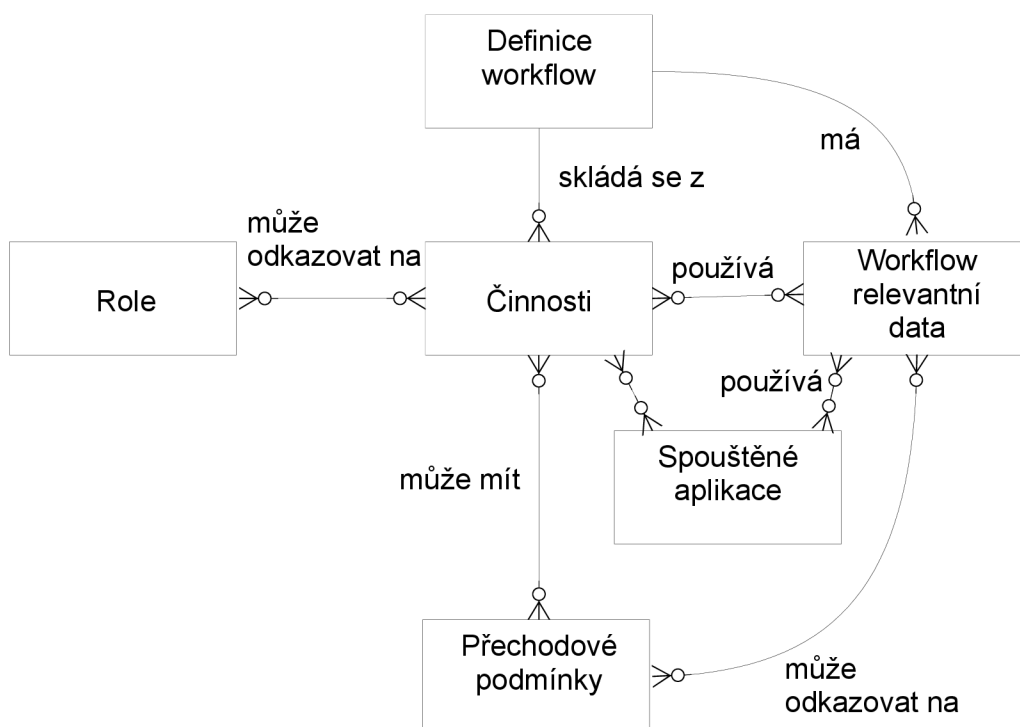 Definice
workflow
má
skládá se z
může
odkazovat na
Role
Činnosti
používá
Workflow
relevantní
data
používá
Spouštěné
aplikace
může mít
Přechodové
podmínky
může
odkazovat na